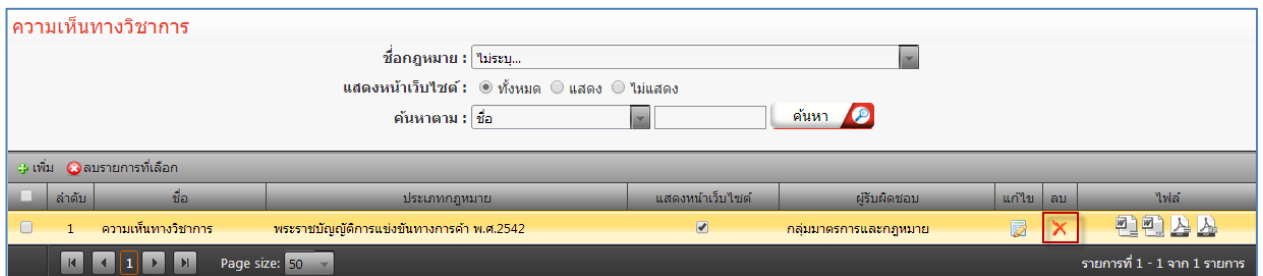 ความเห็นทางวิชาการ
ชื่อกฎหมาย : ไม่ระบุ...
แสดงหน้าเว็บไซต์ : ทั้งหมด แสดง ไม่แสดง
ค้นหาตาม : ชื่อ ค้นหา
เพิ่ม ลบรายการที่เลือก
ลำดับ ชื่อ ประเภทกฎหมาย แสดงหน้าเว็บไซต์ ผู้รับผิดชอบ แก้ไข ลบ ไฟล์
1 ความเห็นทางวิชาการ พระราชบัญญัติการแข่งขันทางการค้า พ.ศ.2542 กลุ่มมาตรการและกฎหมาย
1 Page size: 50 รายการที่ 1 - 1 จาก 1 รายการ